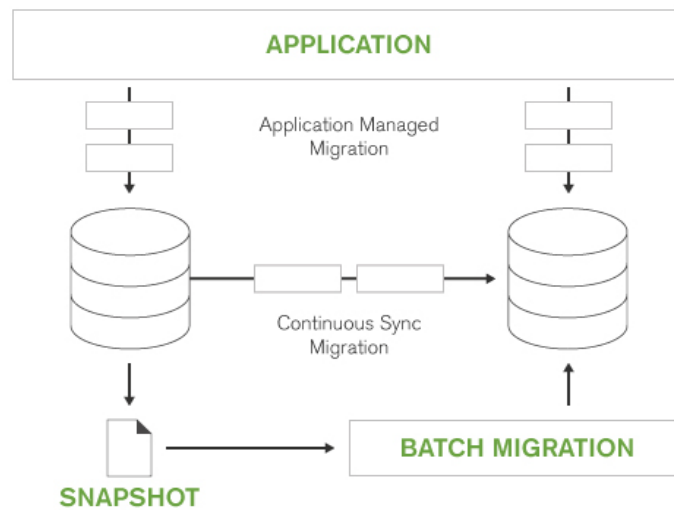 APPLICATION
Application Managed
Migration
Continuous Sync
Migration
BATCH MIGRATION
SNAPSHOT